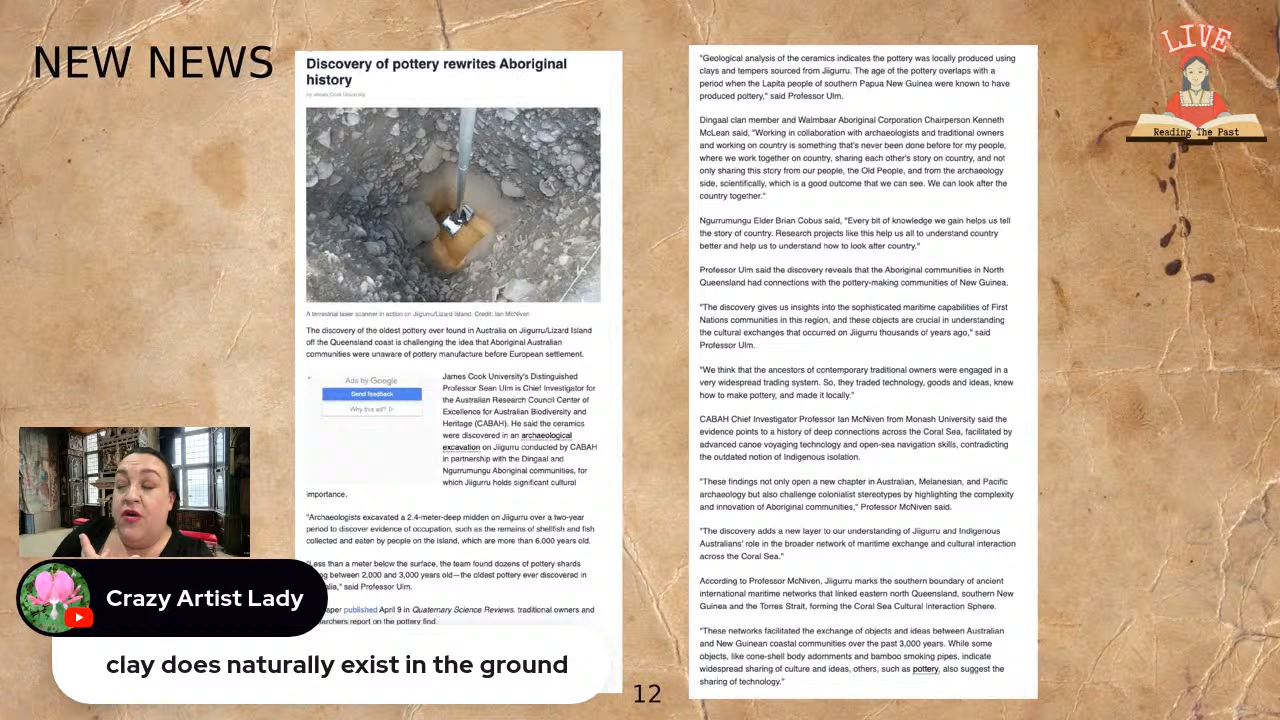 NEW NEWS
Discovery of pottery rewrites Aboriginal
history
by James Cook University
A terrestrial laser scanner in action on Jiigurru/Lizard Island. Credit: Ian McNiven
The discovery of the oldest pottery ever found in Australia on Jiigurru/Lizard Island
off the Queensland coast is challenging the idea that Aboriginal Australian
communities were unaware of pottery manufacture before European settlement.
Ads by Google
Send feedback
Why this ad?
James Cook University's Distinguished
Professor Sean Ulm is Chief Investigator for
the Australian Research Council Center of
Excellence for Australian Biodiversity and
Heritage (CABAH). He said the ceramics
were discovered in an archaeological
excavation on Jiigurru conducted by CABAH
in partnership with the Dingaal and
Ngurrumungu Aboriginal communities, for
which Jiigurru holds significant cultural
importance.
"Archaeologists excavated a 2.4-meter-deep midden on Jiigurru over a two-year
period to discover evidence of occupation, such as the remains of shellfish and fish
collected and eaten by people on the island, which are more than 6,000 years old.
"Less than a meter below the surface, the team found dozens of pottery shards
between 2,000 and 3,000 years old—the oldest pottery ever discovered in
said Professor Ulm.
published April 9 in Quaternary Science Reviews, traditional owners and
report on the pottery find.
"Geological analysis of the ceramics indicates the pottery was locally produced using
clays and tempers sourced from Jiigurru. The age of the pottery overlaps with a
period when the Lapita people of southern Papua New Guinea were known to have
produced pottery," said Professor Ulm.
Dingaal clan member and Walmbaar Aboriginal Corporation Chairperson Kenneth
McLean said, "Working in collaboration with archaeologists and traditional owners
and working on country is something that's never been done before for my people,
where we work together on country, sharing each other's story on country, and not
only sharing this story from our people, the Old People, and from the archaeology
side, scientifically, which is a good outcome that we can see. We can look after the
country together."
Ngurrumungu Elder Brian Cobus said, "Every bit of knowledge we gain helps us tell
the story of country. Research projects like this help us all to understand country
better and help us to understand how to look after country."
Professor Ulm said the discovery reveals that the Aboriginal communities in North
Queensland had connections with the pottery-making communities of New Guinea.
"The discovery gives us insights into the sophisticated maritime capabilities of First
Nations communities in this region, and these objects are crucial in understanding
the cultural exchanges that occurred on Jiigurru thousands of years ago," said
Professor Ulm.
"We think that the ancestors of contemporary traditional owners were engaged in a
very widespread trading system. So, they traded technology, goods and ideas, knew
how to make pottery, and made it locally."
CABAH Chief Investigator Professor Ian McNiven from Monash University said the
evidence points to a history of deep connections across the Coral Sea, facilitated by
advanced canoe voyaging technology and open-sea navigation skills, contradicting
the outdated notion of Indigenous isolation.
"These findings not only open a new chapter in Australian, Melanesian, and Pacific
archaeology but also challenge colonialist stereotypes by highlighting the complexity
and innovation of Aboriginal communities," Professor McNiven said.
"The discovery adds a new layer to our understanding of Jiigurru and Indigenous
Australians' role in the broader network of maritime exchange and cultural interaction
across the Coral Sea."
According to Professor McNiven, Jiigurru marks the southern boundary of ancient
international maritime networks that linked eastern north Queensland, southern New
Guinea and the Torres Strait, forming the Coral Sea Cultural Interaction Sphere.
"These networks facilitated the exchange of objects and ideas between Australian
and New Guinean coastal communities over the past 3,000 years. While some
objects, like cone-shell body adornments and bamboo smoking pipes, indicate
widespread sharing of culture and ideas, others, such as pottery, also suggest the
sharing of technology."
LIVE
Reading The Past
Crazy Artist Lady
clay does naturally exist in the ground
12